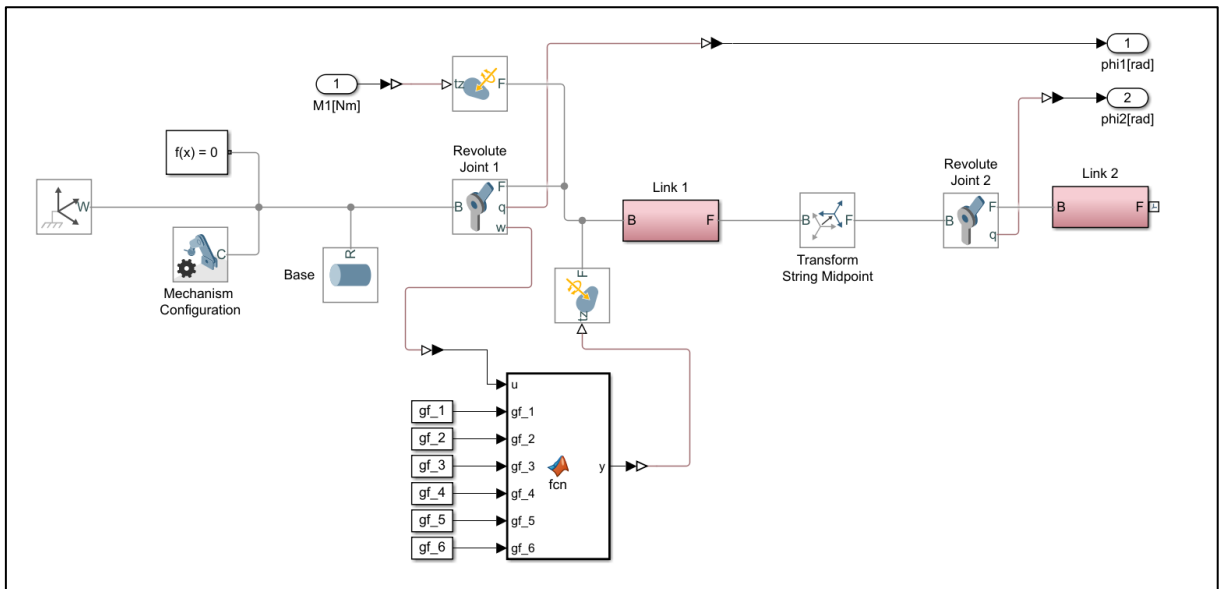 1
phi1[rad]
1
M1[Nm]
tz
F
2
phi2[rad]
f(x) = 0
Revolute
Joint 1
B
F
q
w
W
C
Mechanism
Configuration
Base
R
Link 1
B
F
B
F
Transform
String Midpoint
Revolute
Joint 2
B
F
q
Link 2
B
F
F
tz
u
gf_1
gf_1
gf_2
gf_2
gf_3
gf_3
gf_4
gf_4
gf_5
gf_5
gf_6
gf_6
fcn
y